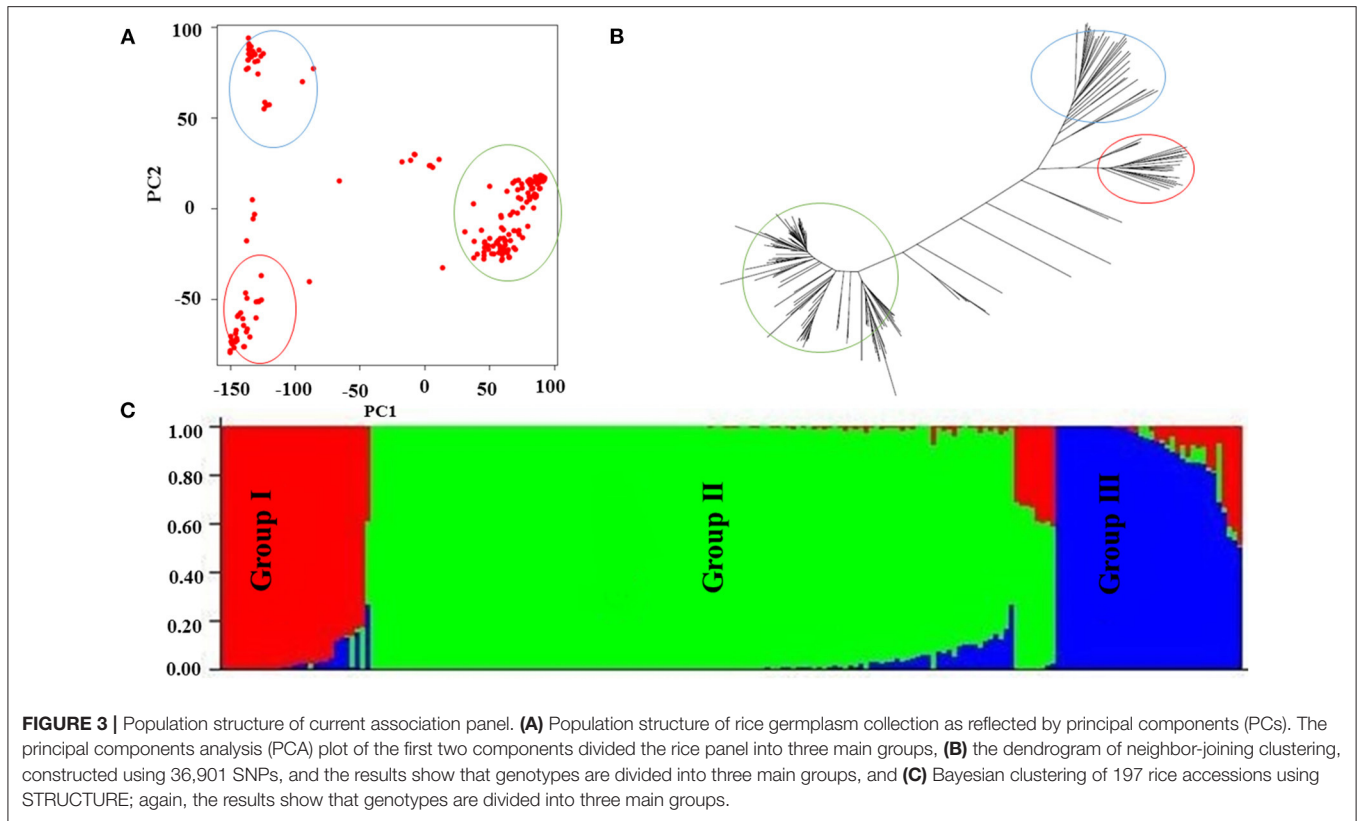 A
B
100
50
0
-50
PC2
-150
-100
-50
0
50
100
PC1
C
1.00
0.80
0.60
0.40
0.20
0.00
Group I
Group II
Group III
FIGURE 3 | Population structure of current association panel. (A) Population structure of rice germplasm collection as reflected by principal components (PCs). The
principal components analysis (PCA) plot of the first two components divided the rice panel into three main groups, (B) the dendrogram of neighbor-joining clustering,
constructed using 36,901 SNPs, and the results show that genotypes are divided into three main groups, and (C) Bayesian clustering of 197 rice accessions using
STRUCTURE; again, the results show that genotypes are divided into three main groups.